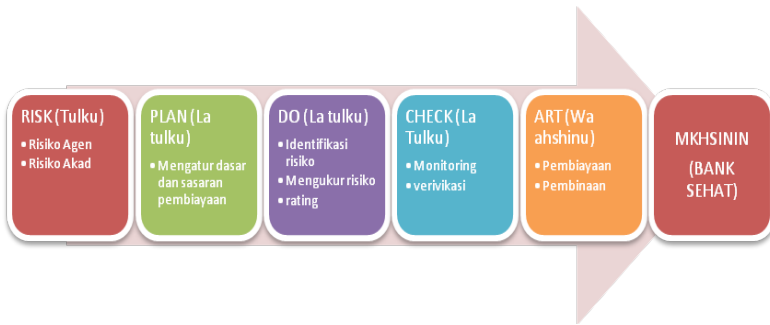 RISK (Tulku)
• Risiko Agen
• Risiko Akad
PLAN (La
tulku)
• Mengatur dasar
dan sasaran
pembiayaan
DO (La tulku)
• Identifikasi
risiko
• Mengukur risiko
• rating
CHECK (La
Tulku)
• Monitoring
• verivikasi
ART (Wa
ahshinu)
• Pembiayaan
• Pembinaan
MKHSININ
(BANK
SEHAT)